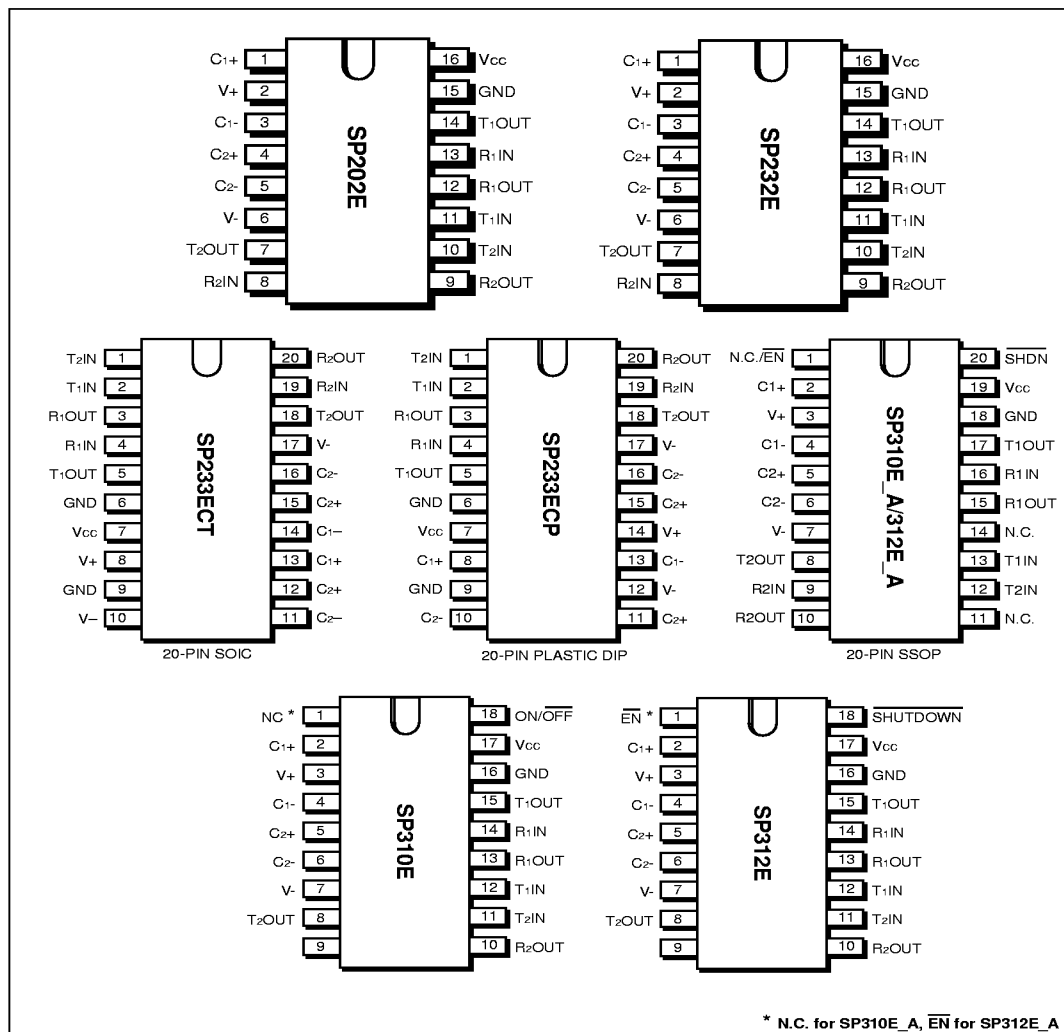 C1+ 1 16 Vcc
V+ 2 15 GND
C1- 3 14 T1OUT
C2+ 4 13 R1IN
C2- 5 12 R1OUT
V- 6 11 T1IN
T2OUT 7 10 T2IN
R2IN 8 9 R2OUT
SP202E
C1+ 1 16 Vcc
V+ 2 15 GND
C1- 3 14 T1OUT
C2+ 4 13 R1IN
C2- 5 12 R1OUT
V- 6 11 T1IN
T2OUT 7 10 T2IN
R2IN 8 9 R2OUT
SP232E
T2IN 1 20 R2OUT
T1IN 2 19 R2IN
R1OUT 3 18 T2OUT
R1IN 4 17 V-
T1OUT 5 16 C2-
GND 6 15 C2+
Vcc 7 14 C1–
V+ 8 13 C1+
GND 9 12 C2+
V– 10 11 C2–
SP233ECT
20-PIN SOIC
T2IN 1 20 R2OUT
T1IN 2 19 R2IN
R1OUT 3 18 T2OUT
R1IN 4 17 V-
T1OUT 5 16 C2-
GND 6 15 C2+
Vcc 7 14 V+
C1+ 8 13 C1-
GND 9 12 V-
C2- 10 11 C2+
SP233ECP
20-PIN PLASTIC DIP
N.C./EN 1 20 SHDN
C1+ 2 19 Vcc
V+ 3 18 GND
C1- 4 17 T1OUT
C2+ 5 16 R1IN
C2- 6 15 R1OUT
V- 7 14 N.C.
T2OUT 8 13 T1IN
R2IN 9 12 T2IN
R2OUT 10 11 N.C.
SP310E_A/312E_A
20-PIN SSOP
NC * 1 18 ON/OFF
C1+ 2 17 Vcc
V+ 3 16 GND
C1- 4 15 T1OUT
C2+ 5 14 R1IN
C2- 6 13 R1OUT
V- 7 12 T1IN
T2OUT 8 11 T2IN
9 10 R2OUT
SP310E
EN * 1 18 SHUTDOWN
C1+ 2 17 Vcc
V+ 3 16 GND
C1- 4 15 T1OUT
C2+ 5 14 R1IN
C2- 6 13 R1OUT
V- 7 12 T1IN
T2OUT 8 11 T2IN
9 10 R2OUT
SP312E
* N.C. for SP310E_A, EN for SP312E_A